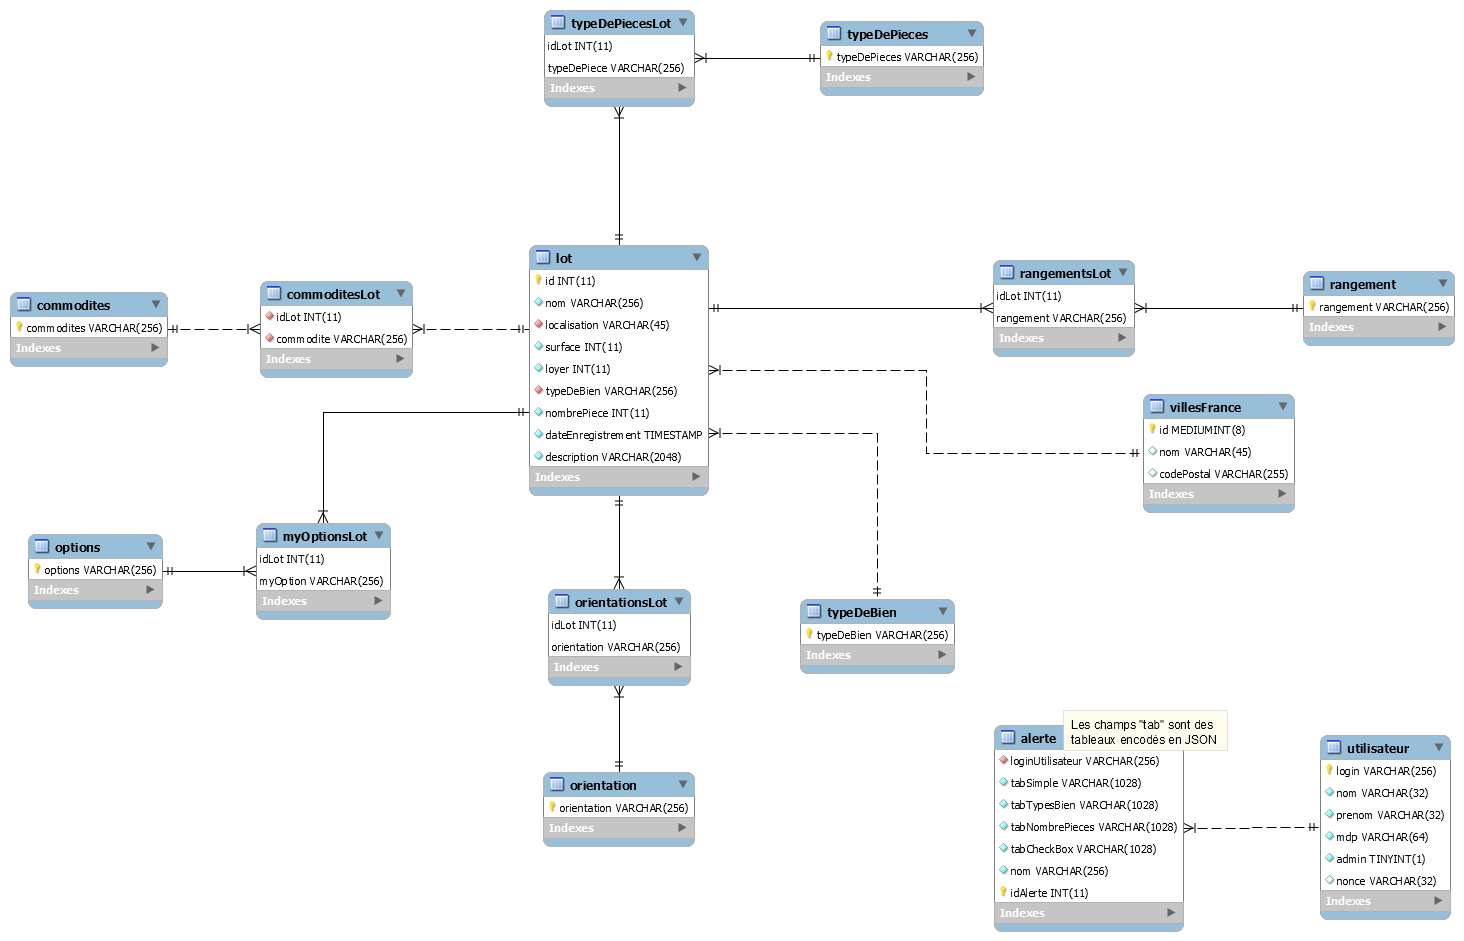 typeDePiecesLot
idLot INT(11)
typeDePiece VARCHAR(256)
Indexes
typeDePieces
typeDePieces VARCHAR(256)
Indexes
lot
id INT(11)
nom VARCHAR(256)
localisation VARCHAR(45)
surface INT(11)
loyer INT(11)
typeDeBien VARCHAR(256)
nombrePiece INT(11)
dateEnregistrement TIMESTAMP
description VARCHAR(2048)
Indexes
commodites
commodites VARCHAR(256)
Indexes
commoditesLot
idLot INT(11)
commodite VARCHAR(256)
Indexes
rangementsLot
idLot INT(11)
rangement VARCHAR(256)
Indexes
rangement
rangement VARCHAR(256)
Indexes
villesFrance
id MEDIUMINT(8)
nom VARCHAR(45)
codePostal VARCHAR(255)
Indexes
options
options VARCHAR(256)
Indexes
myOptionsLot
idLot INT(11)
myOption VARCHAR(256)
Indexes
orientationsLot
idLot INT(11)
orientation VARCHAR(256)
Indexes
typeDeBien
typeDeBien VARCHAR(256)
Indexes
orientation
orientation VARCHAR(256)
Indexes
Les champs "tab" sont des
tableaux encodés en JSON
alerte
loginUtilisateur VARCHAR(256)
tabSimple VARCHAR(1028)
tabTypesBien VARCHAR(1028)
tabNombrePieces VARCHAR(1028)
tabCheckBox VARCHAR(1028)
nom VARCHAR(256)
idAlerte INT(11)
Indexes
utilisateur
login VARCHAR(256)
nom VARCHAR(32)
prenom VARCHAR(32)
mdp VARCHAR(64)
admin TINYINT(1)
nonce VARCHAR(32)
Indexes